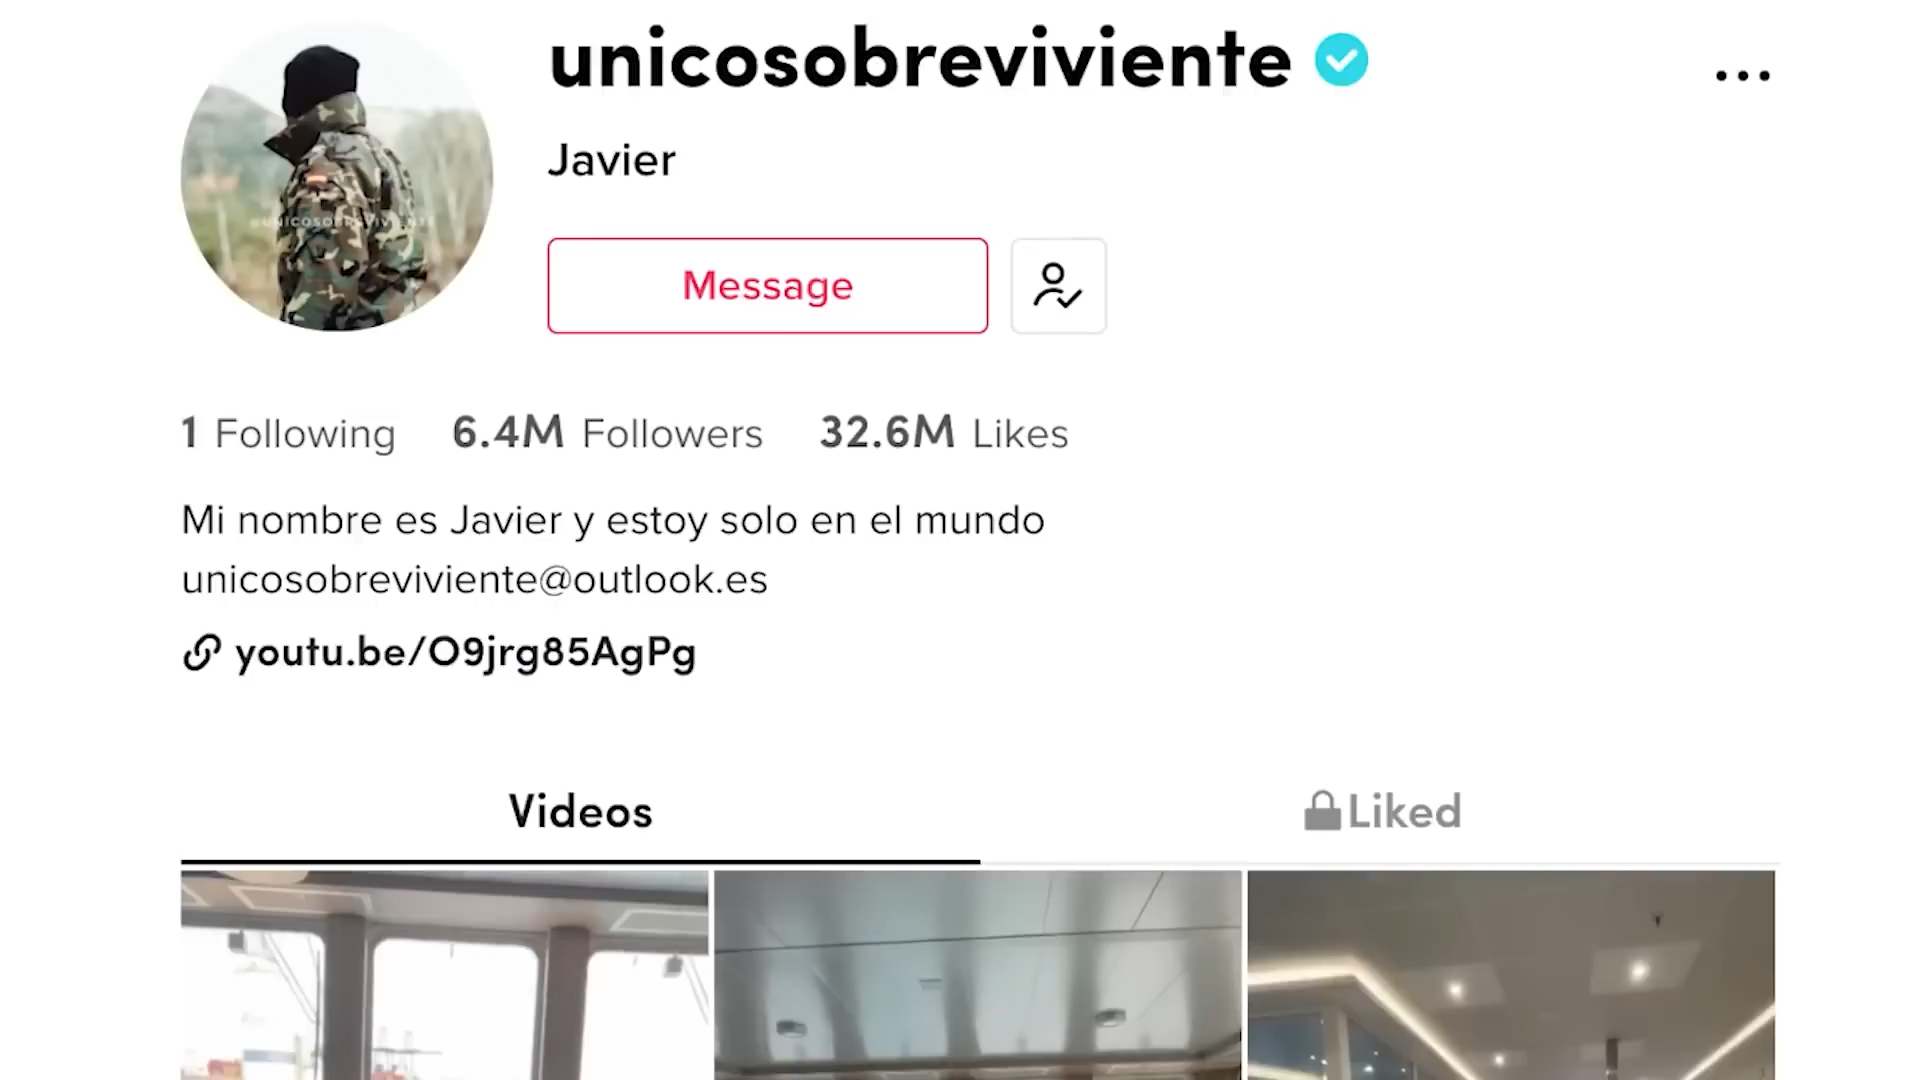 unicosobreviviente
Javier
@UNICOSOBREVIVIENTE
Message
1 Following 6.4M Followers 32.6M Likes
Mi nombre es Javier y estoy solo en el mundo
unicosobreviviente@outlook.es
youtu.be/O9jrg85AgPg
Videos
Liked